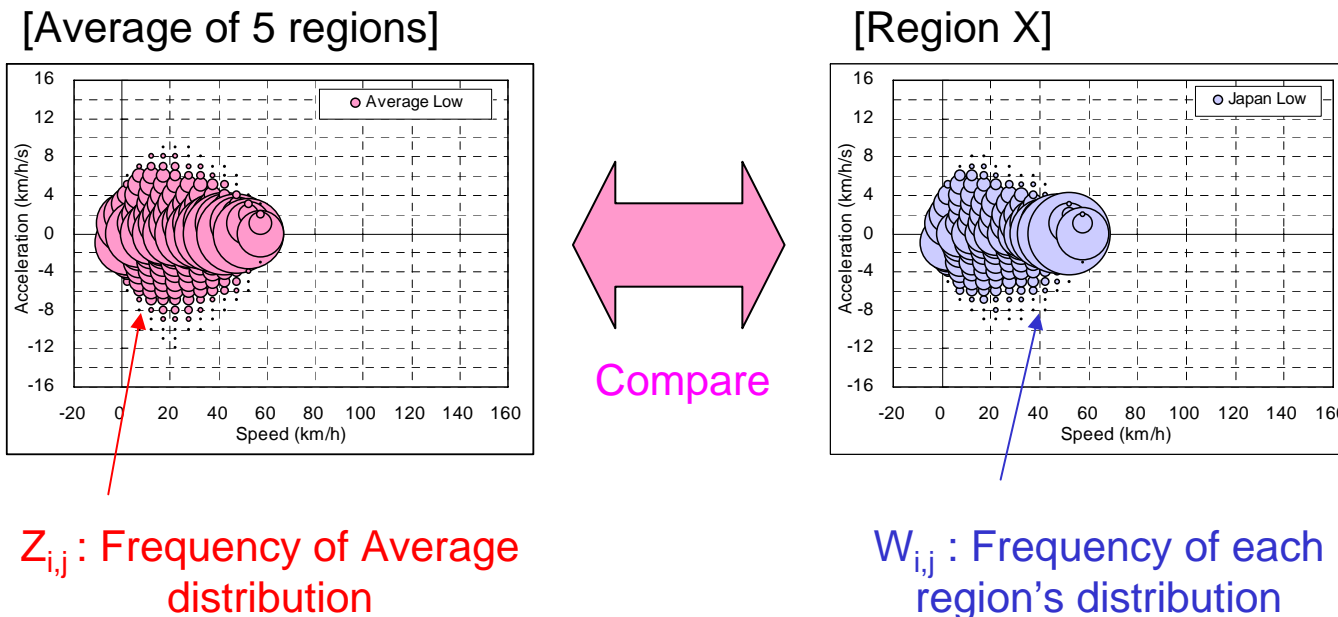 [Average of 5 regions]
[Region X]
16
12
8
4
0
-4
-8
-12
-16
Acceleration (km/h/s)
Average Low
-20 0 20 40 60 80 100 120 140 160
Speed (km/h)
Compare
16
12
8
4
0
-4
-8
-12
-16
Acceleration (km/h/s)
Japan Low
-20 0 20 40 60 80 100 120 140 160
Speed (km/h)
Z i,j : Frequency of Average
distribution
W i,j : Frequency of each
region's distribution